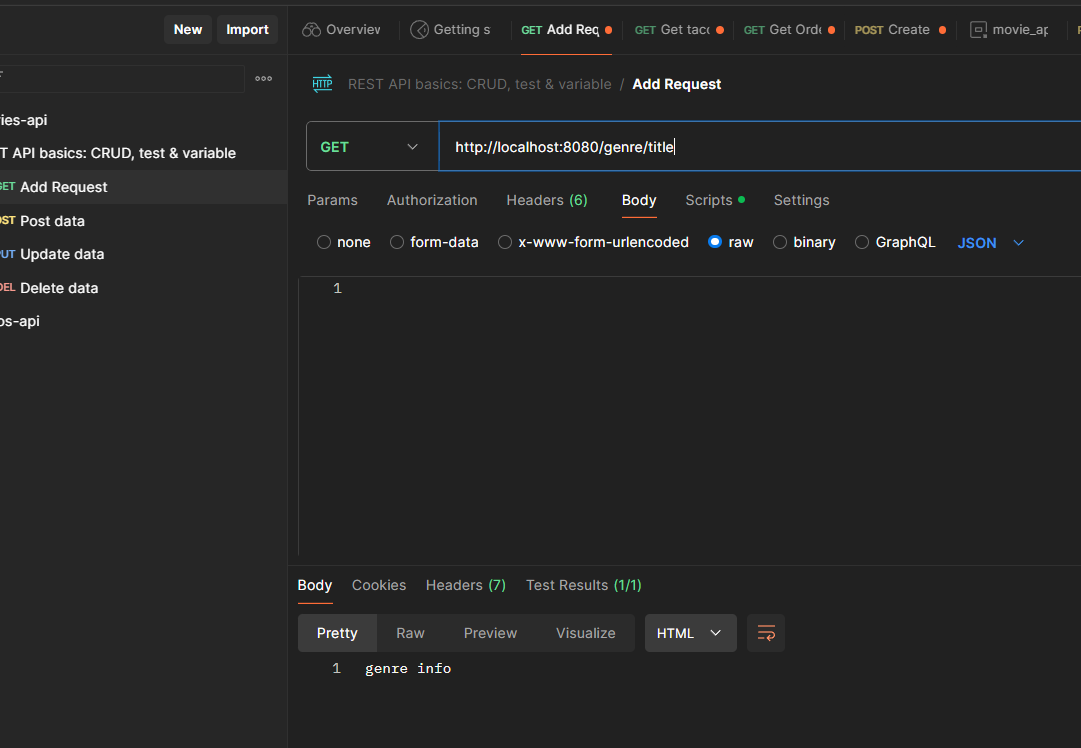 New Import
Overview Getting s GET Add Req GET Get taco GET Get Orde POST Create movie_ap
HTTP REST API basics: CRUD, test & variable / Add Request
ies-api
T API basics: CRUD, test & variable
GET Add Request
OST Post data
PUT Update data
DEL Delete data
os-api
GET http://localhost:8080/genre/title
Params Authorization Headers (6) Body Scripts Settings
none form-data x-www-form-urlencoded raw binary GraphQL JSON
1
Body Cookies Headers (7) Test Results (1/1)
Pretty Raw Preview Visualize HTML
1 genre info